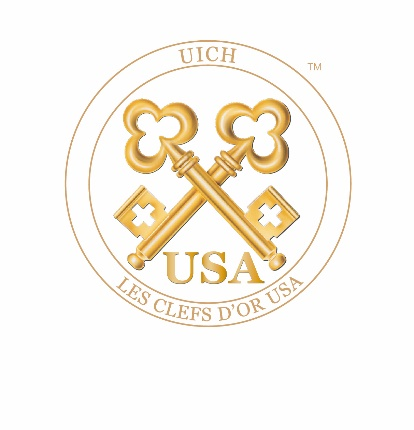 UICH
™
USA
LES CLEFS D'OR USA